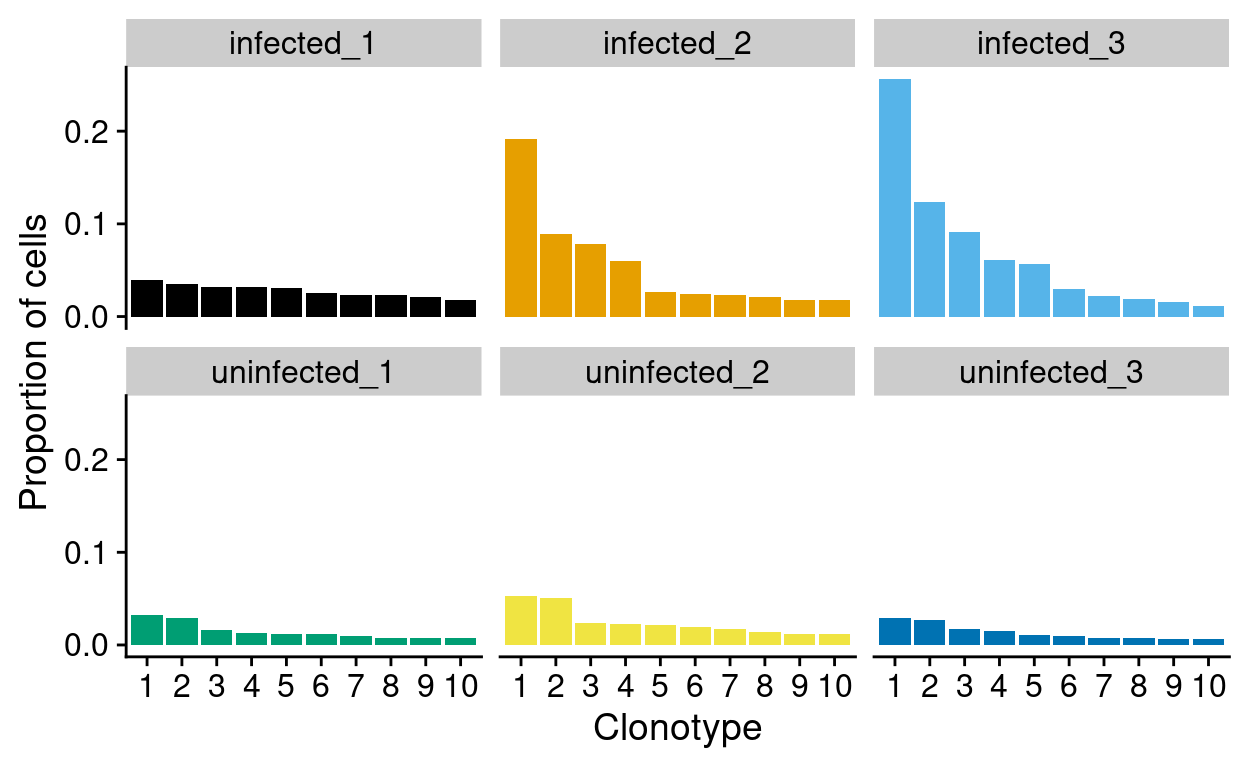 infected_1 infected_2 infected_3
0.2
0.1
0.0
Proportion of cells
uninfected_1 uninfected_2 uninfected_3
0.2
0.1
0.0
1 2 3 4 5 6 7 8 9 10 1 2 3 4 5 6 7 8 9 10 1 2 3 4 5 6 7 8 9 10
Clonotype